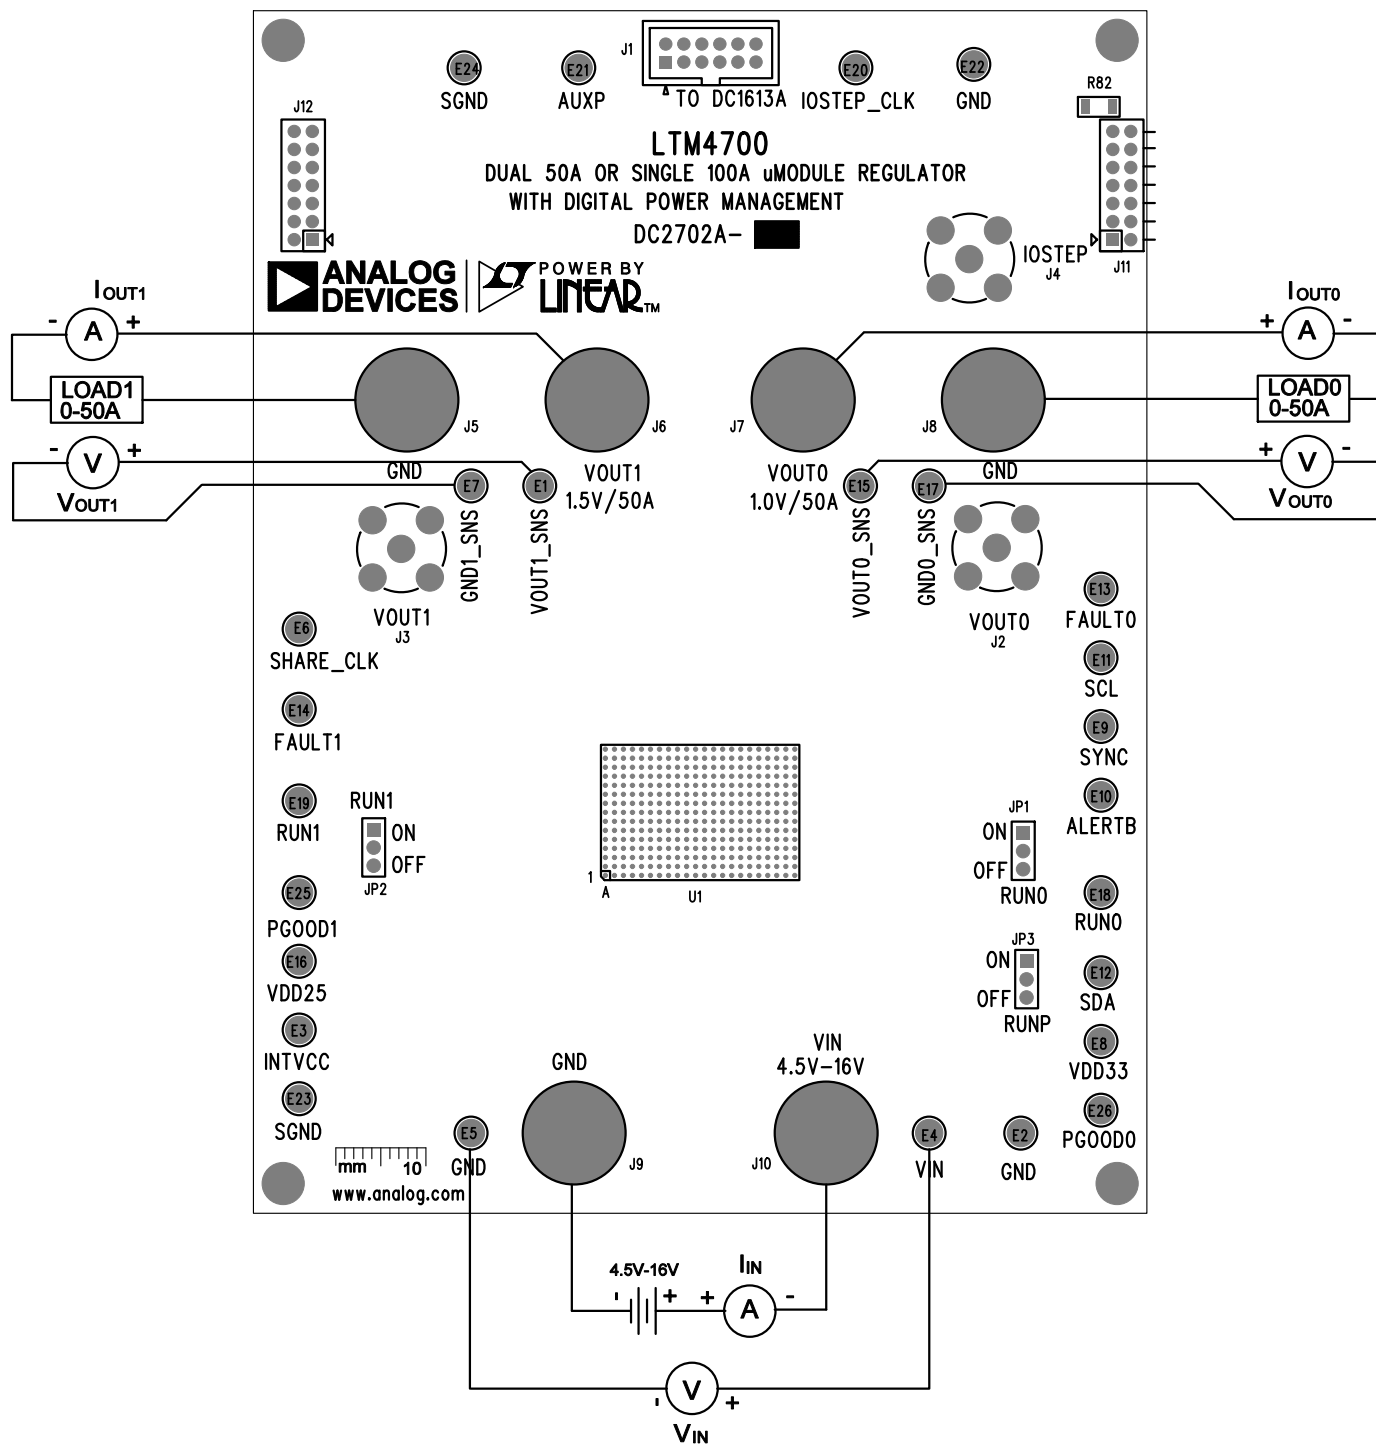 J1
E24
E21
E20
E22
SGND
AUXP
TO DC1613A
IOSTEP_CLK
GND
R82
J12
LTM4700
DUAL 50A OR SINGLE 100A uMODULE REGULATOR
WITH DIGITAL POWER MANAGEMENT
DC2702A-
IOSTEP
J4
J11
ANALOG
DEVICES
LT
POWER BY
LINEAR™
IOUT1
- A +
LOAD1
0-50A
- V +
VOUT1
IOUT0
+ A -
LOAD0
0-50A
+ V -
VOUT0
J5
J6
J7
J8
GND
VOUT1
1.5V/50A
VOUT0
1.0V/50A
GND
E7
E1
E15
E17
GND1_SNS
VOUT1_SNS
VOUT0_SNS
GND0_SNS
VOUT1
J3
VOUT0
J2
E6
SHARE_CLK
E14
FAULT1
E19
RUN1
RUN1
ON
OFF
JP2
E25
PGOOD1
E16
VDD25
E3
INTVCC
E23
SGND
1
A
U1
E13
FAULT0
E11
SCL
E9
SYNC
E10
ALERTB
JP1
ON
OFF
RUN0
E18
RUN0
JP3
ON
OFF
RUNP
E12
SDA
E8
VDD33
E26
PGOOD0
GND
VIN
4.5V-16V
E5
GND
J9
J10
E4
VIN
E2
GND
mm 10
www.analog.com
4.5V-16V
IIN
- + + A -
- V +
VIN